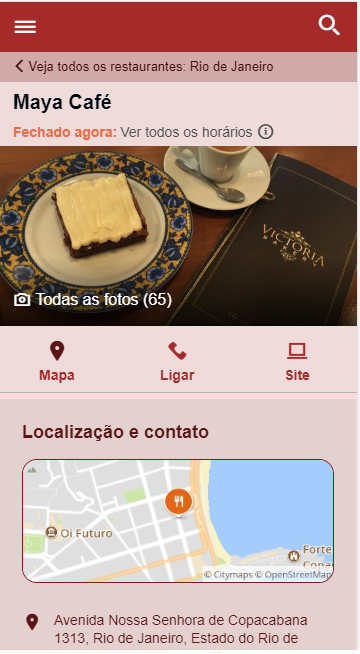 Veja todos os restaurantes: Rio de Janeiro
Maya Café
Fechado agora: Ver todos os horários
VICTORIA
BAKERY
Todas as fotos (65)
Mapa
Ligar
Site
Localização e contato
Oi Futuro
Forte
Copa
© Citymaps © OpenStreetMap
Avenida Nossa Senhora de Copacabana
1313, Rio de Janeiro, Estado do Rio de